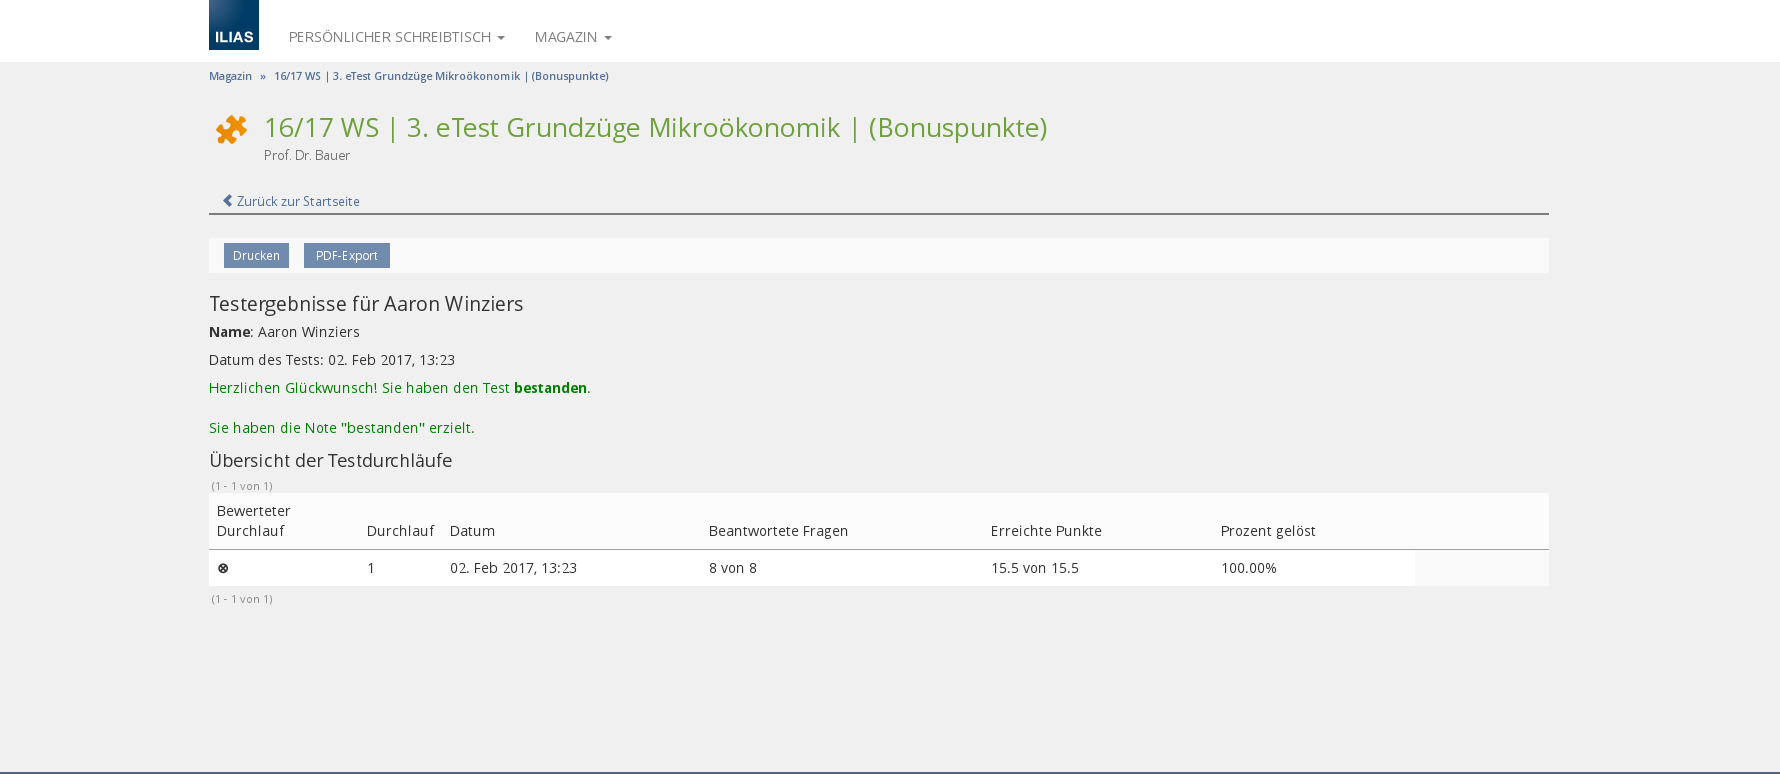 ILIAS
PERSÖNLICHER SCHREIBTISCH
MAGAZIN
Magazin » 16/17 WS | 3. eTest Grundzüge Mikroökonomik | (Bonuspunkte)
16/17 WS | 3. eTest Grundzüge Mikroökonomik | (Bonuspunkte)
Prof. Dr. Bauer
Zurück zur Startseite
Drucken PDF-Export
Testergebnisse für Aaron Winziers
Name: Aaron Winziers
Datum des Tests: 02. Feb 2017, 13:23
Herzlichen Glückwunsch! Sie haben den Test bestanden.
Sie haben die Note "bestanden" erzielt.
Übersicht der Testdurchläufe
(1 - 1 von 1)
Bewerteter
Durchlauf Durchlauf Datum Beantwortete Fragen Erreichte Punkte Prozent gelöst
⊗ 1 02. Feb 2017, 13:23 8 von 8 15.5 von 15.5 100.00%
(1 - 1 von 1)